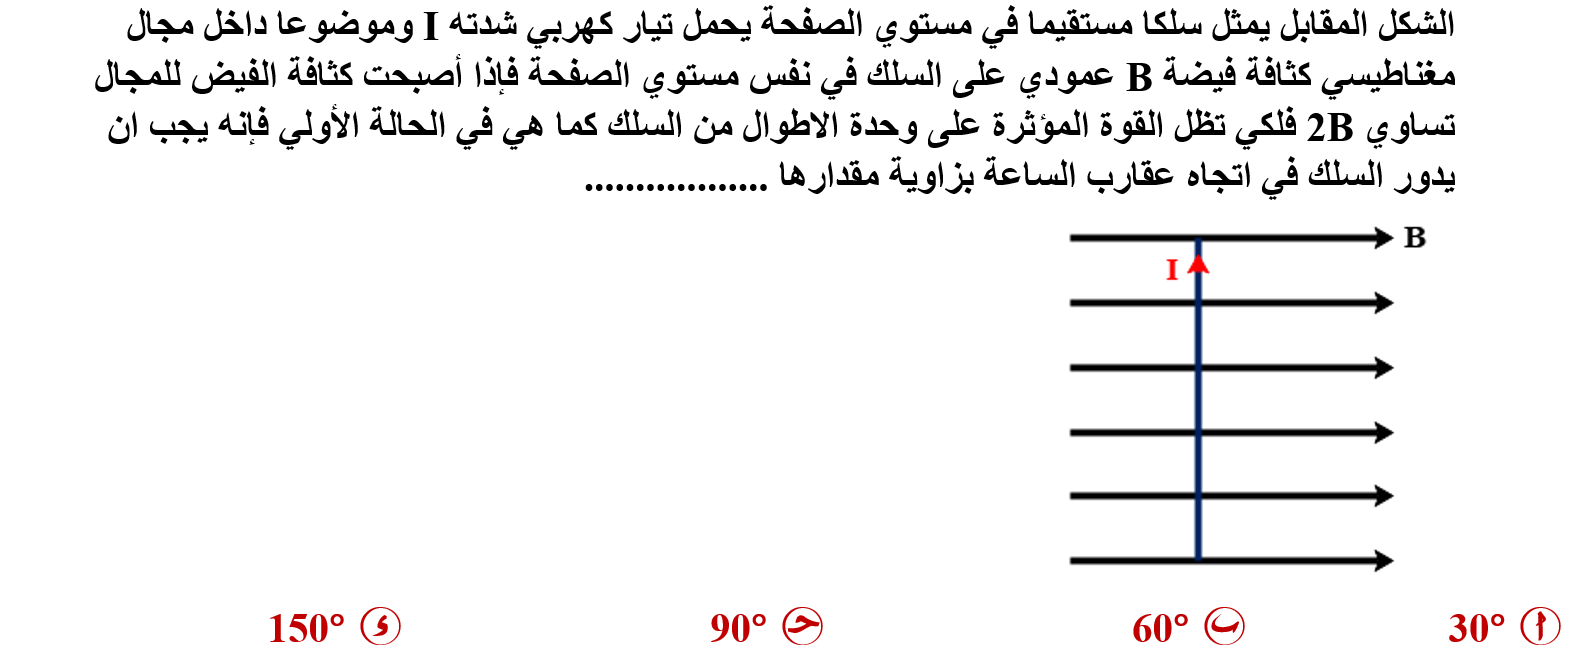 الشكل المقابل يمثل سلكا مستقيما في مستوي الصفحة يحمل تيار كهربي شدته I وموضوعا داخل مجال
مغناطيسي كثافة فيضة B عمودي على السلك في نفس مستوي الصفحة فإذا أصبحت كثافة الفيض للمجال
تساوي 2B فلكي تظل القوة المؤثرة على وحدة الاطوال من السلك كما هي في الحالة الأولي فإنه يجب ان
يدور السلك في اتجاه عقارب الساعة بزاوية مقدارها ..................
B
I
أ 30° ب 60° حـ 90° د 150°